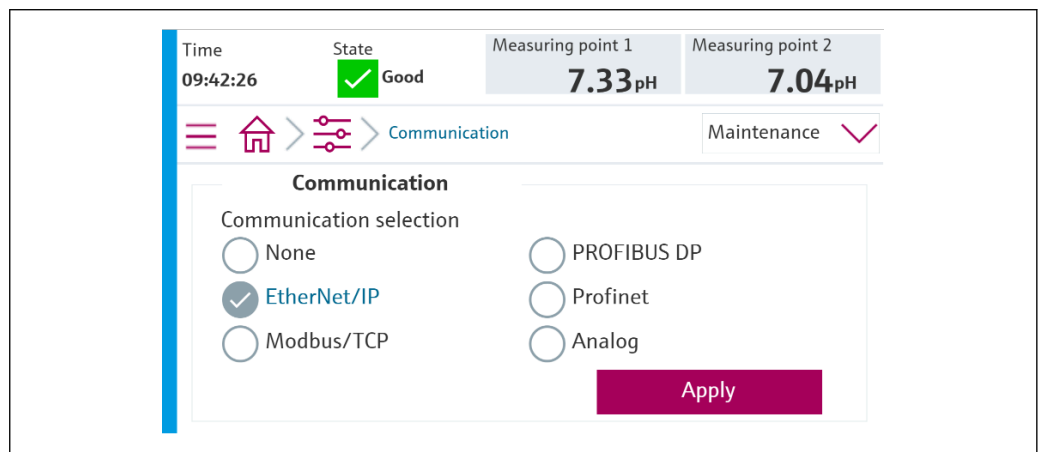 Time
State
Measuring point 1
Measuring point 2
09:42:26
Good
7.33pH
7.04pH
Communication
Maintenance
Communication
Communication selection
None
PROFIBUS DP
EtherNet/IP
Profinet
Modbus/TCP
Analog
Apply